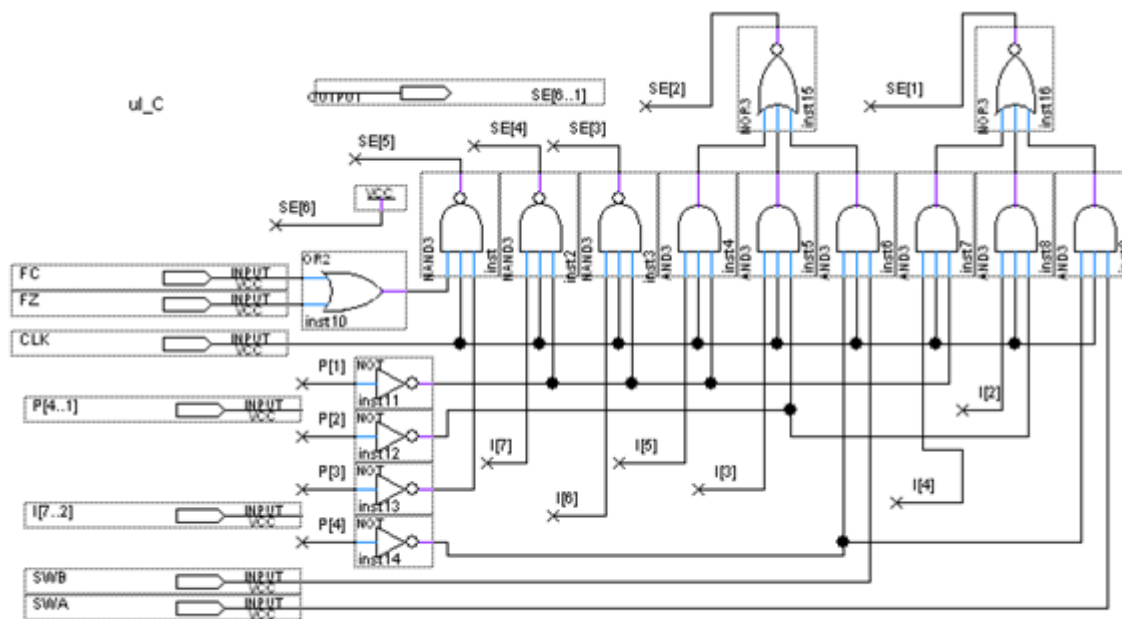 uI_C
OUTPUT
SE[6..1]
SE[2]
NOR3
inst15
SE[1]
NOR3
inst16
SE[5]
SE[4]
SE[3]
SE[6]
VCC
NAND3
inst
NAND3
inst2
NAND3
inst3
AND3
inst4
AND3
inst5
AND3
inst6
AND3
inst7
AND3
inst8
AND3
FC
INPUT
VCC
FZ
INPUT
VCC
OR2
inst10
CLK
INPUT
VCC
P[1]
NOT
inst11
P[4..1]
INPUT
VCC
P[2]
NOT
inst12
P[3]
NOT
inst13
I[7..2]
INPUT
VCC
P[4]
NOT
inst14
I[7]
I[6]
I[5]
I[3]
I[2]
I[4]
SWB
INPUT
VCC
SWA
INPUT
VCC